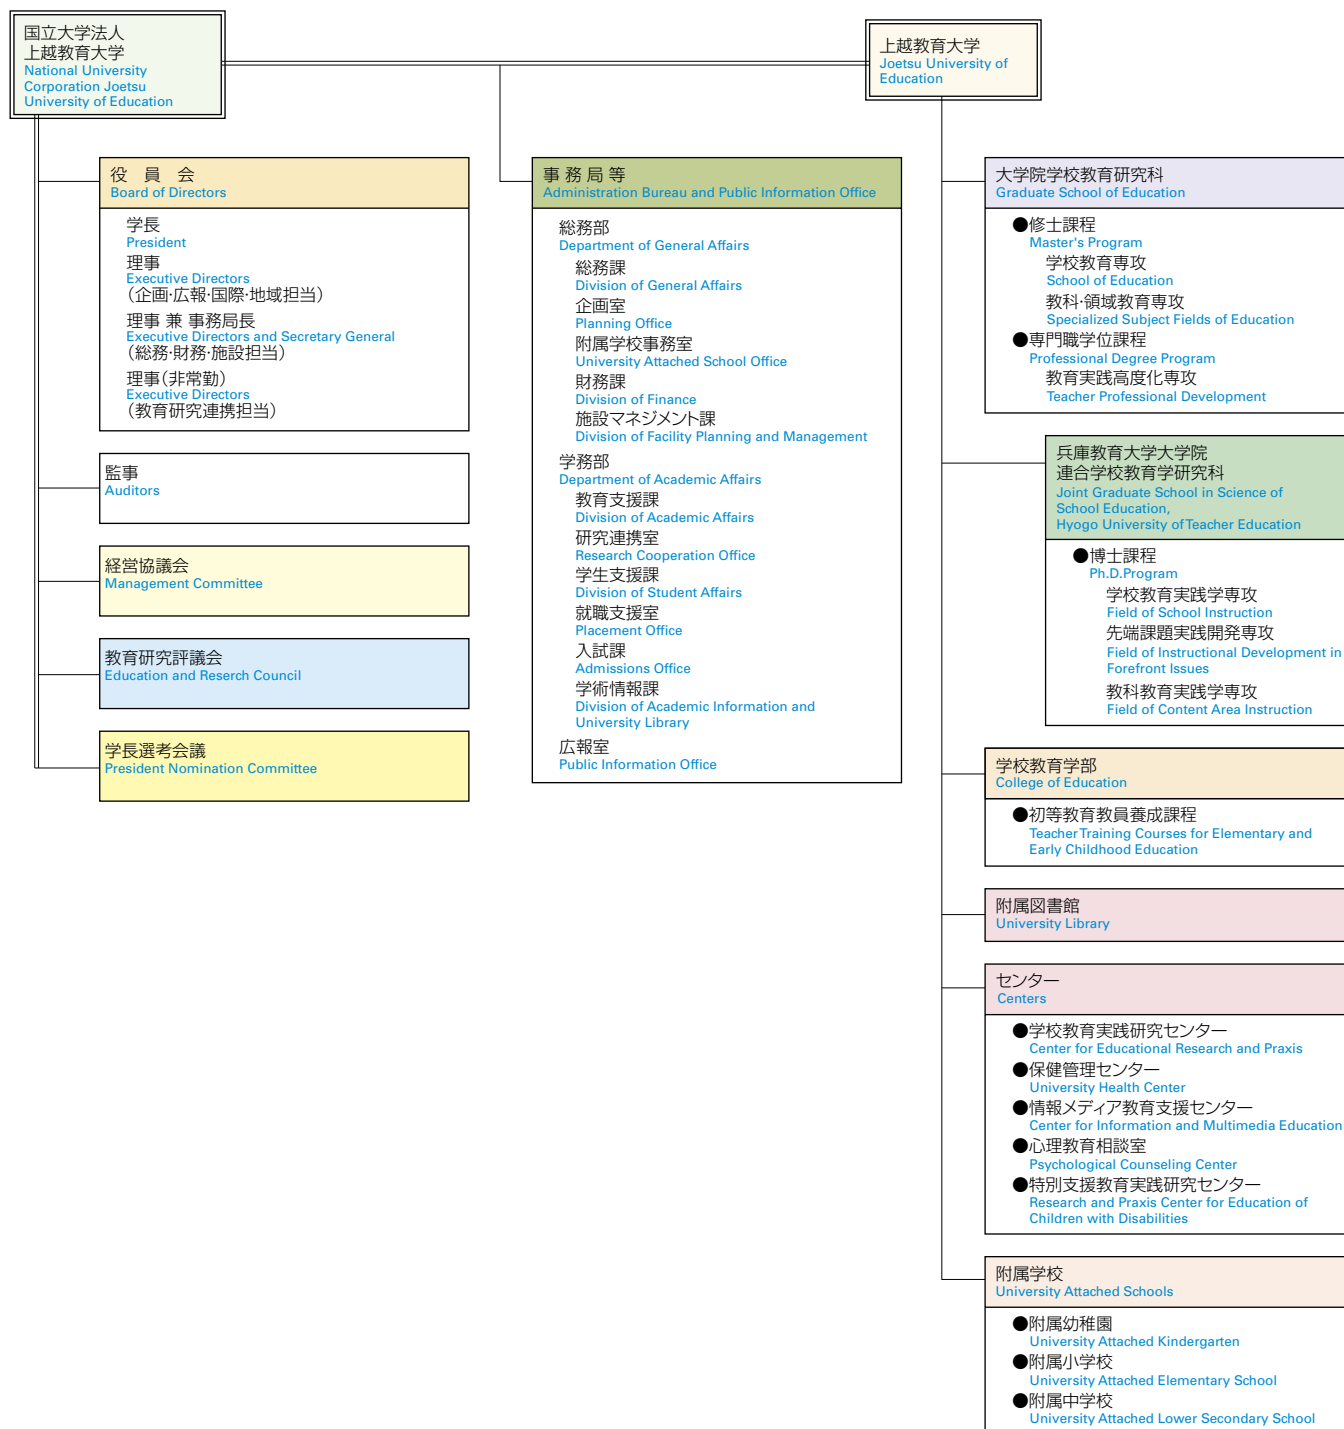 国立大学法人
上越教育大学
National University
Corporation Joetsu
University of Education
上越教育大学
Joetsu University of
Education
役 員 会
Board of Directors
学長
President
理事
Executive Directors
（企画･広報･国際･地域担当）
理事 兼 事務局長
Executive Directors and Secretary General
（総務･財務･施設担当）
理事（非常勤）
Executive Directors
（教育研究連携担当）
監事
Auditors
経営協議会
Management Committee
教育研究評議会
Education and Reserch Council
学長選考会議
President Nomination Committee
事 務 局 等
Administration Bureau and Public Information Office
総務部
Department of General Affairs
総務課
Division of General Affairs
企画室
Planning Office
附属学校事務室
University Attached School Office
財務課
Division of Finance
施設マネジメント課
Division of Facility Planning and Management
学務部
Department of Academic Affairs
教育支援課
Division of Academic Affairs
研究連携室
Research Cooperation Office
学生支援課
Division of Student Affairs
就職支援室
Placement Office
入試課
Admissions Office
学術情報課
Division of Academic Information and
University Library
広報室
Public Information Office
大学院学校教育研究科
Graduate School of Education
●修士課程
Master's Program
学校教育専攻
School of Education
教科･領域教育専攻
Specialized Subject Fields of Education
●専門職学位課程
Professional Degree Program
教育実践高度化専攻
Teacher Professional Development
兵庫教育大学大学院
連合学校教育学研究科
Joint Graduate School in Science of
School Education,
Hyogo University of Teacher Education
●博士課程
Ph.D.Program
学校教育実践学専攻
Field of School Instruction
先端課題実践開発専攻
Field of Instructional Development in
Forefront Issues
教科教育実践学専攻
Field of Content Area Instruction
学校教育学部
College of Education
●初等教育教員養成課程
Teacher Training Courses for Elementary and
Early Childhood Education
附属図書館
University Library
センター
Centers
●学校教育実践研究センター
Center for Educational Research and Praxis
●保健管理センター
University Health Center
●情報メディア教育支援センター
Center for Information and Multimedia Education
●心理教育相談室
Psychological Counseling Center
●特別支援教育実践研究センター
Research and Praxis Center for Education of
Children with Disabilities
附属学校
University Attached Schools
●附属幼稚園
University Attached Kindergarten
●附属小学校
University Attached Elementary School
●附属中学校
University Attached Lower Secondary School